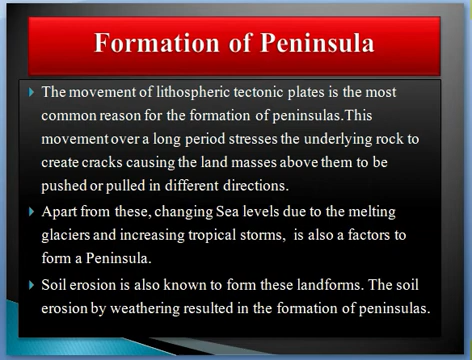 Formation of Peninsula
The movement of lithospheric tectonic plates is the most
common reason for the formation of peninsulas. This
movement over a long period stresses the underlying rock to
create cracks causing the land masses above them to be
pushed or pulled in different directions.
Apart from these, changing Sea levels due to the melting
glaciers and increasing tropical storms,  is also a factors to
form a Peninsula.
Soil erosion is also known to form these landforms. The soil
erosion by weathering resulted in the formation of peninsulas.